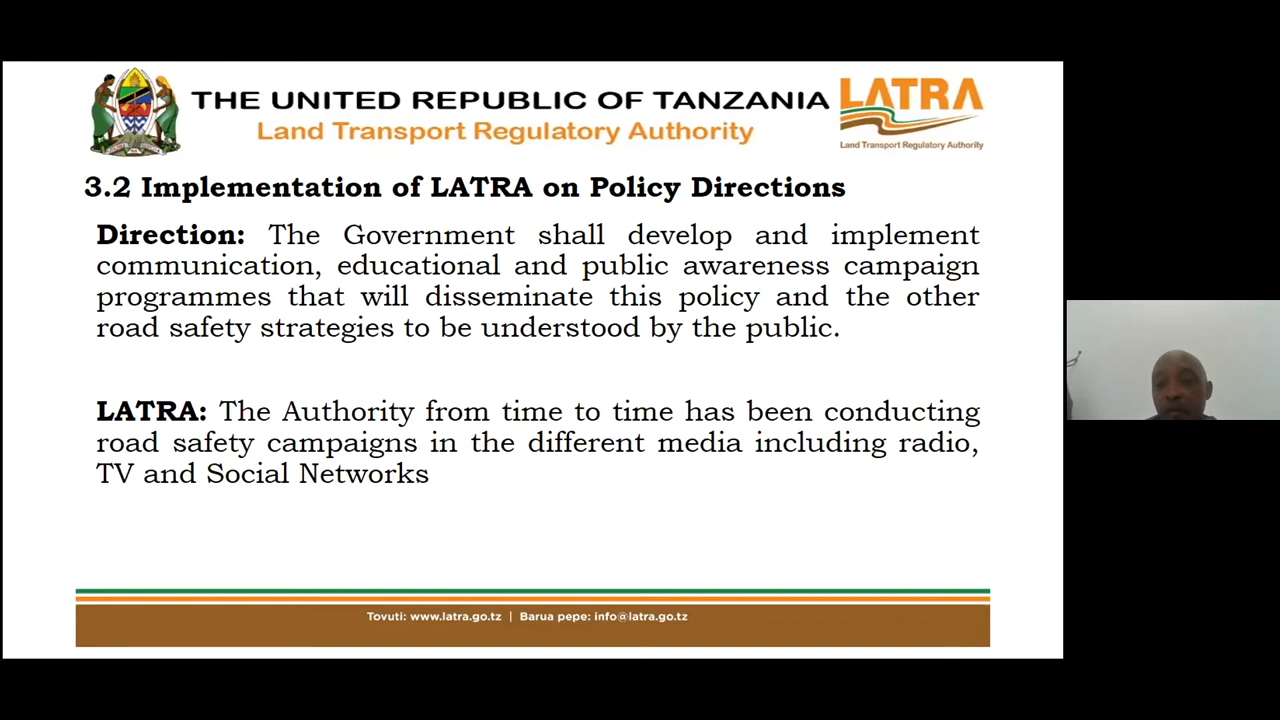 THE UNITED REPUBLIC OF TANZANIA
Land Transport Regulatory Authority
LATRA
Land Transport Regulatory Authority
3.2 Implementation of LATRA on Policy Directions
Direction: The Government shall develop and implement
communication, educational and public awareness campaign
programmes that will disseminate this policy and the other
road safety strategies to be understood by the public.
LATRA: The Authority from time to time has been conducting
road safety campaigns in the different media including radio,
TV and Social Networks
Tovuti: www.latra.go.tz | Barua pepe: info@latra.go.tz